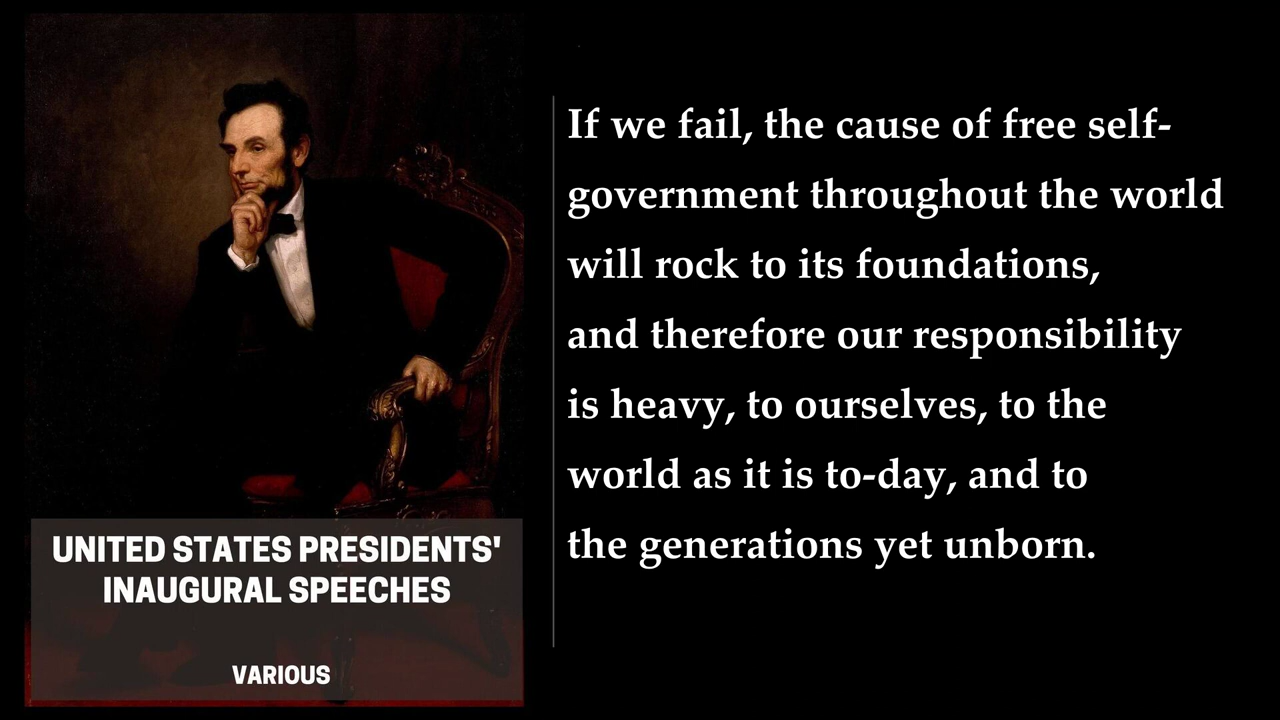 If we fail, the cause of free self-
government throughout the world
will rock to its foundations,
and therefore our responsibility
is heavy, to ourselves, to the
world as it is to-day, and to
the generations yet unborn.
UNITED STATES PRESIDENTS'
INAUGURAL SPEECHES
VARIOUS